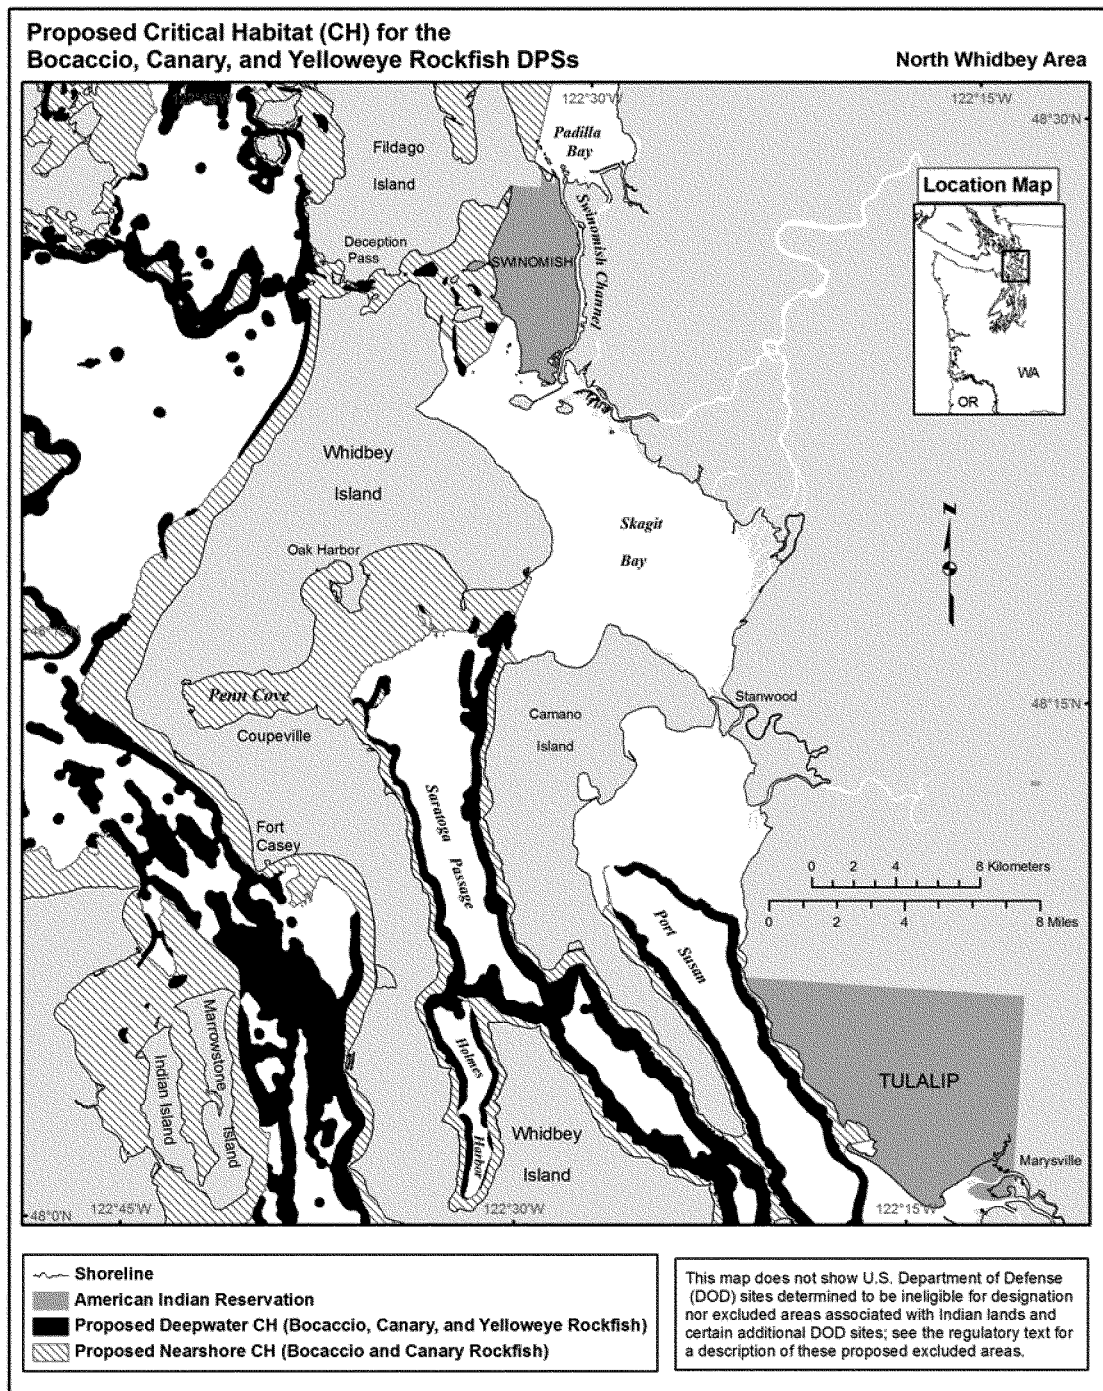 Proposed Critical Habitat (CH) for the
Bocaccio, Canary, and Yelloweye Rockfish DPSs
North Whidbey Area
122°45'W
122°30'W
122°15'W
48°30'N
Padilla
Bay
Fildago
Island
Location Map
Swinomish Channel
Deception
Pass
SWINOMISH
WA
OR
Whidbey
Island
Skagit
Bay
N
Oak Harbor
48°15'N
Penn Cove
Stanwood
48°15'N
Camano
Island
Coupeville
Saratoga
Passage
Fort
Casey
0 2 4 8 Kilometers
0 2 4 8 Miles
Port Susan
Marrowstone
Island
Indian Island
Holmes
Harbor
TULALIP
Whidbey
Island
Marysville
48°0'N
122°45'W
122°30'W
122°15'W
Shoreline
American Indian Reservation
Proposed Deepwater CH (Bocaccio, Canary, and Yelloweye Rockfish)
Proposed Nearshore CH (Bocaccio and Canary Rockfish)
This map does not show U.S. Department of Defense
(DOD) sites determined to be ineligible for designation
nor excluded areas associated with Indian lands and
certain additional DOD sites; see the regulatory text for
a description of these proposed excluded areas.